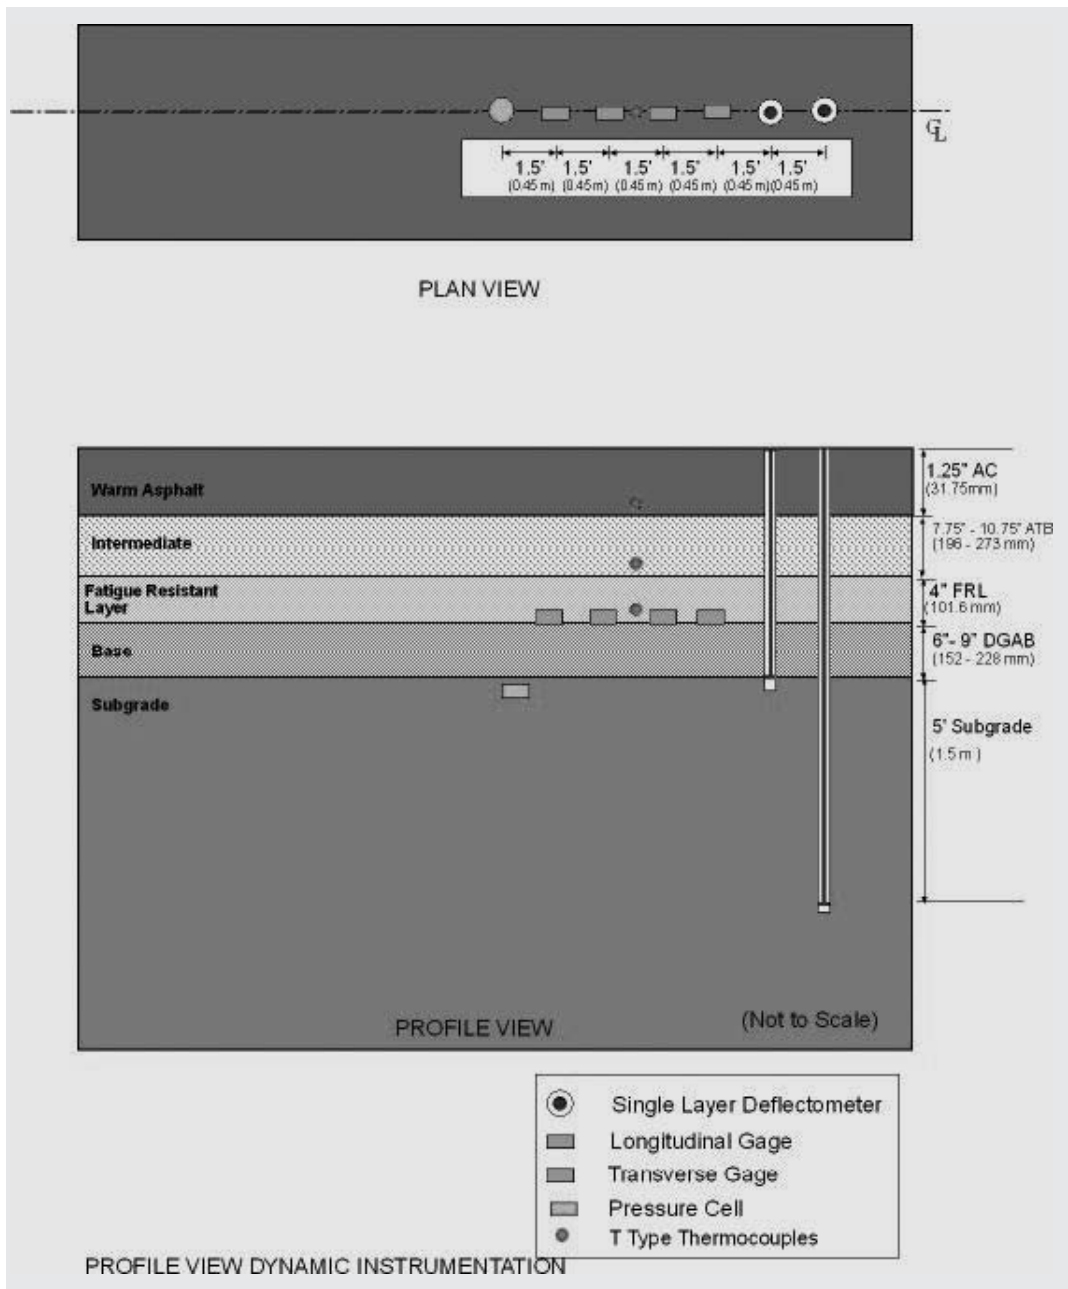 ℄
1.5' 1.5' 1.5' 1.5' 1.5' 1.5'
(0.45 m) (0.45 m) (0.45 m) (0.45 m) (0.45 m)(0.45 m)
PLAN VIEW
Warm Asphalt
1.25" AC
(31.75mm)
Intermediate
7.75" - 10.75" ATB
(196 - 273 mm)
Fatigue Resistant
Layer
4" FRL
(101.6 mm)
Base
6"- 9" DGAB
(152 - 228 mm)
Subgrade
5' Subgrade
(1.5 m )
PROFILE VIEW
(Not to Scale)
Single Layer Deflectometer
Longitudinal Gage
Transverse Gage
Pressure Cell
T Type Thermocouples
PROFILE VIEW DYNAMIC INSTRUMENTATION